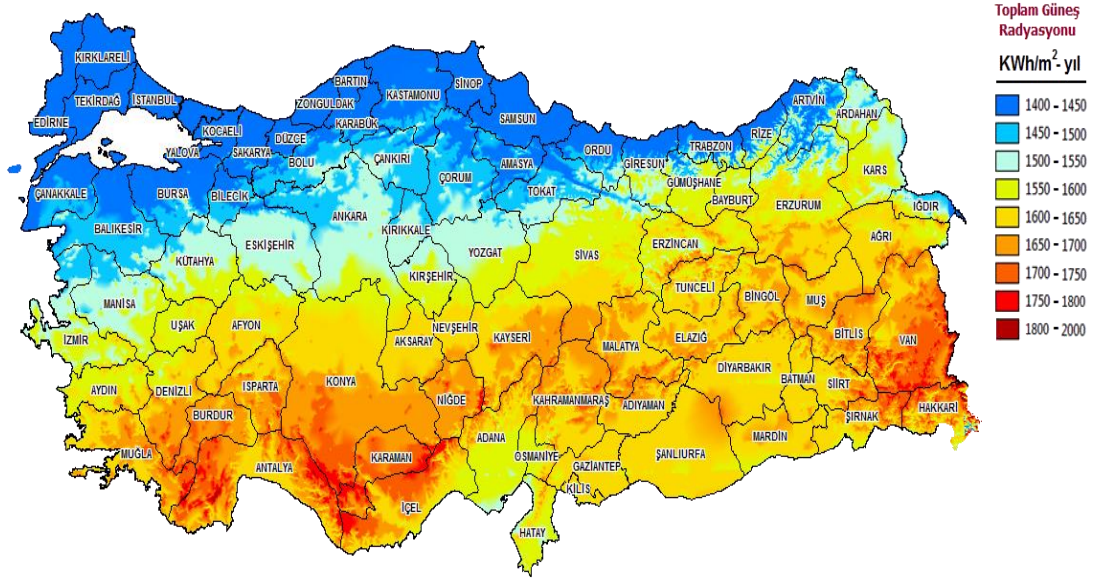 Toplam Güneş
Radyasyonu
KWh/m²- yıl
1400 - 1450
1450 - 1500
1500 - 1550
1550 - 1600
1600 - 1650
1650 - 1700
1700 - 1750
1750 - 1800
1800 - 2000
KIRKLARELİ
TEKİRDAĞ
İSTANBUL
EDİRNE
KOCAELİ
YALOVA
SAKARYA
DÜZCE
BOLU
ZONGULDAK
BARTIN
KARABÜK
KASTAMONU
SİNOP
SAMSUN
ÇANKIRI
ÇORUM
AMASYA
TOKAT
ORDU
GİRESUN
TRABZON
RİZE
ARTVİN
ARDAHAN
GÜMÜŞHANE
BAYBURT
ERZURUM
KARS
IĞDIR
AĞRI
ÇANAKKALE
BURSA
BİLECİK
BALIKESİR
KÜTAHYA
ESKİŞEHİR
ANKARA
KIRIKKALE
KIRŞEHİR
YOZGAT
SİVAS
ERZİNCAN
TUNCELİ
BİNGÖL
MUŞ
BİTLİS
VAN
MANİSA
İZMİR
UŞAK
AFYON
AKSARAY
NEVŞEHİR
KAYSERİ
MALATYA
ELAZIĞ
DİYARBAKIR
BATMAN
SİİRT
ŞIRNAK
HAKKARİ
AYDIN
DENİZLİ
ISPARTA
BURDUR
KONYA
NİĞDE
KAHRAMANMARAŞ
ADIYAMAN
MARDİN
ŞANLIURFA
MUĞLA
ANTALYA
KARAMAN
İÇEL
ADANA
OSMANİYE
GAZİANTEP
KİLİS
HATAY